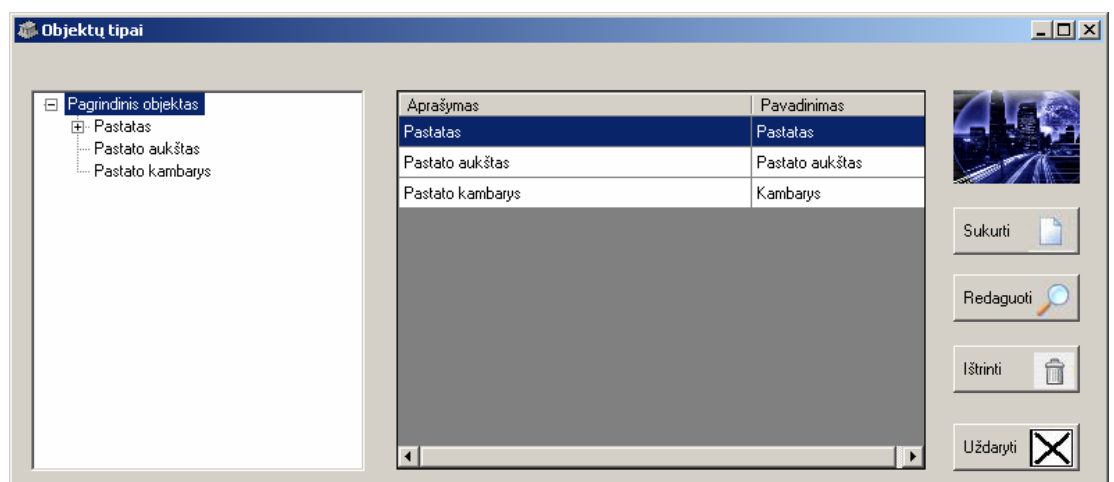 Objektų tipai
Pagrindinis objektas
Pastatas
Pastato aukštas
Pastato kambarys
Aprašymas Pavadinimas
Pastatas Pastatas
Pastato aukštas Pastato aukštas
Pastato kambarys Kambarys
Sukurti
Redaguoti
Ištrinti
Uždaryti